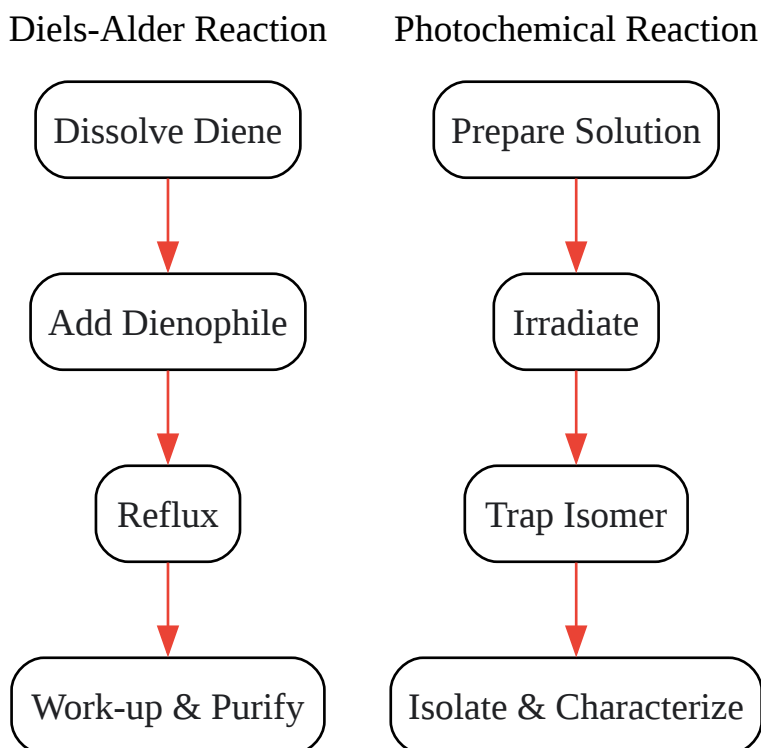 Diels-Alder Reaction
Dissolve Diene
Add Dienophile
Reflux
Work-up & Purify
Photochemical Reaction
Prepare Solution
Irradiate
Trap Isomer
Isolate & Characterize